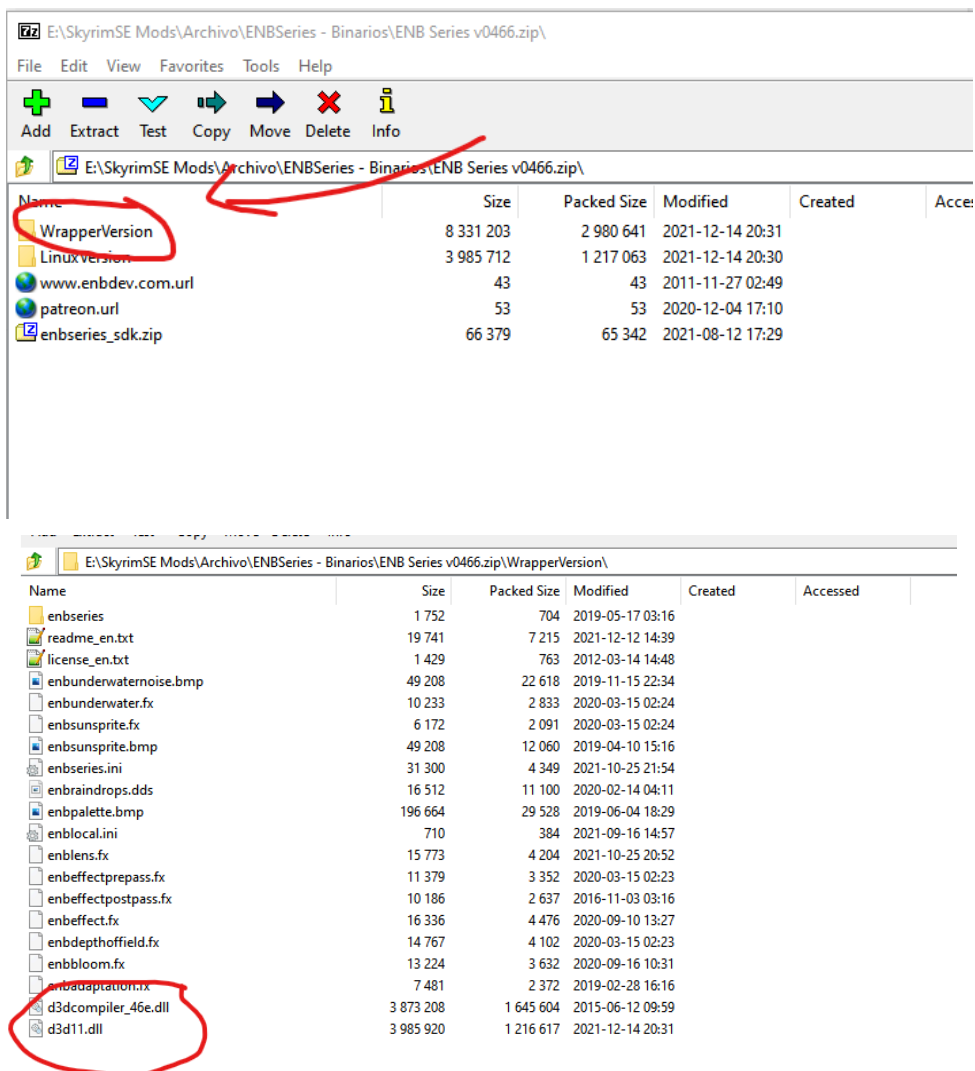 E:\SkyrimSE Mods\Archivo\ENBSeries - Binarios\ENB Series v0466.zip\
File Edit View Favorites Tools Help
Add Extract Test Copy Move Delete Info
E:\SkyrimSE Mods\Archivo\ENBSeries - Binarios\ENB Series v0466.zip\
Name Size Packed Size Modified Created Acces
WrapperVersion 8 331 203 2 980 641 2021-12-14 20:31
LinuxVersion 3 985 712 1 217 063 2021-12-14 20:30
www.enbdev.com.url 43 43 2011-11-27 02:49
patreon.url 53 53 2020-12-04 17:10
enbseries_sdk.zip 66 379 65 342 2021-08-12 17:29
E:\SkyrimSE Mods\Archivo\ENBSeries - Binarios\ENB Series v0466.zip\WrapperVersion\
Name Size Packed Size Modified Created Accessed
enbseries 1 752 704 2019-05-17 03:16
readme_en.txt 19 741 7 215 2021-12-12 14:39
license_en.txt 1 429 763 2012-03-14 14:48
enbunderwaternoise.bmp 49 208 22 618 2019-11-15 22:34
enbunderwater.fx 10 233 2 833 2020-03-15 02:24
enbsunsprite.fx 6 172 2 091 2020-03-15 02:24
enbsunsprite.bmp 49 208 12 060 2019-04-10 15:16
enbseries.ini 31 300 4 349 2021-10-25 21:54
enbraindrops.dds 16 512 11 100 2020-02-14 04:11
enbpalette.bmp 196 664 29 528 2019-06-04 18:29
enblocal.ini 710 384 2021-09-16 14:57
enblens.fx 15 773 4 204 2021-10-25 20:52
enbeffectprepass.fx 11 379 3 352 2020-03-15 02:23
enbeffectpostpass.fx 10 186 2 637 2016-11-03 03:16
enbeffect.fx 16 336 4 476 2020-09-10 13:27
enbdepthoffield.fx 14 767 4 102 2020-03-15 02:23
enbbloom.fx 13 224 3 632 2020-09-16 10:31
enbadaptation.fx 7 481 2 372 2019-02-28 16:16
d3dcompiler_46e.dll 3 873 208 1 645 604 2015-06-12 09:59
d3d11.dll 3 985 920 1 216 617 2021-12-14 20:31